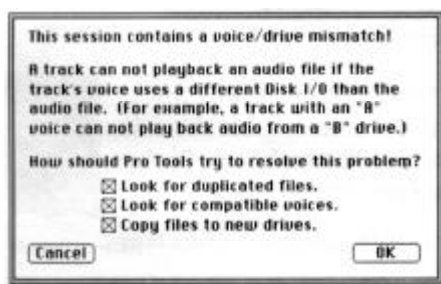 This session contains a voice/drive mismatch!
A track can not playback an audio file if the
track's voice uses a different Disk I/O than the
audio file. (For example, a track with an "A"
voice can not play back audio from a "B" drive.)
How should Pro Tools try to resolve this problem?
Look for duplicated files.
Look for compatible voices.
Copy files to new drives.
Cancel
OK